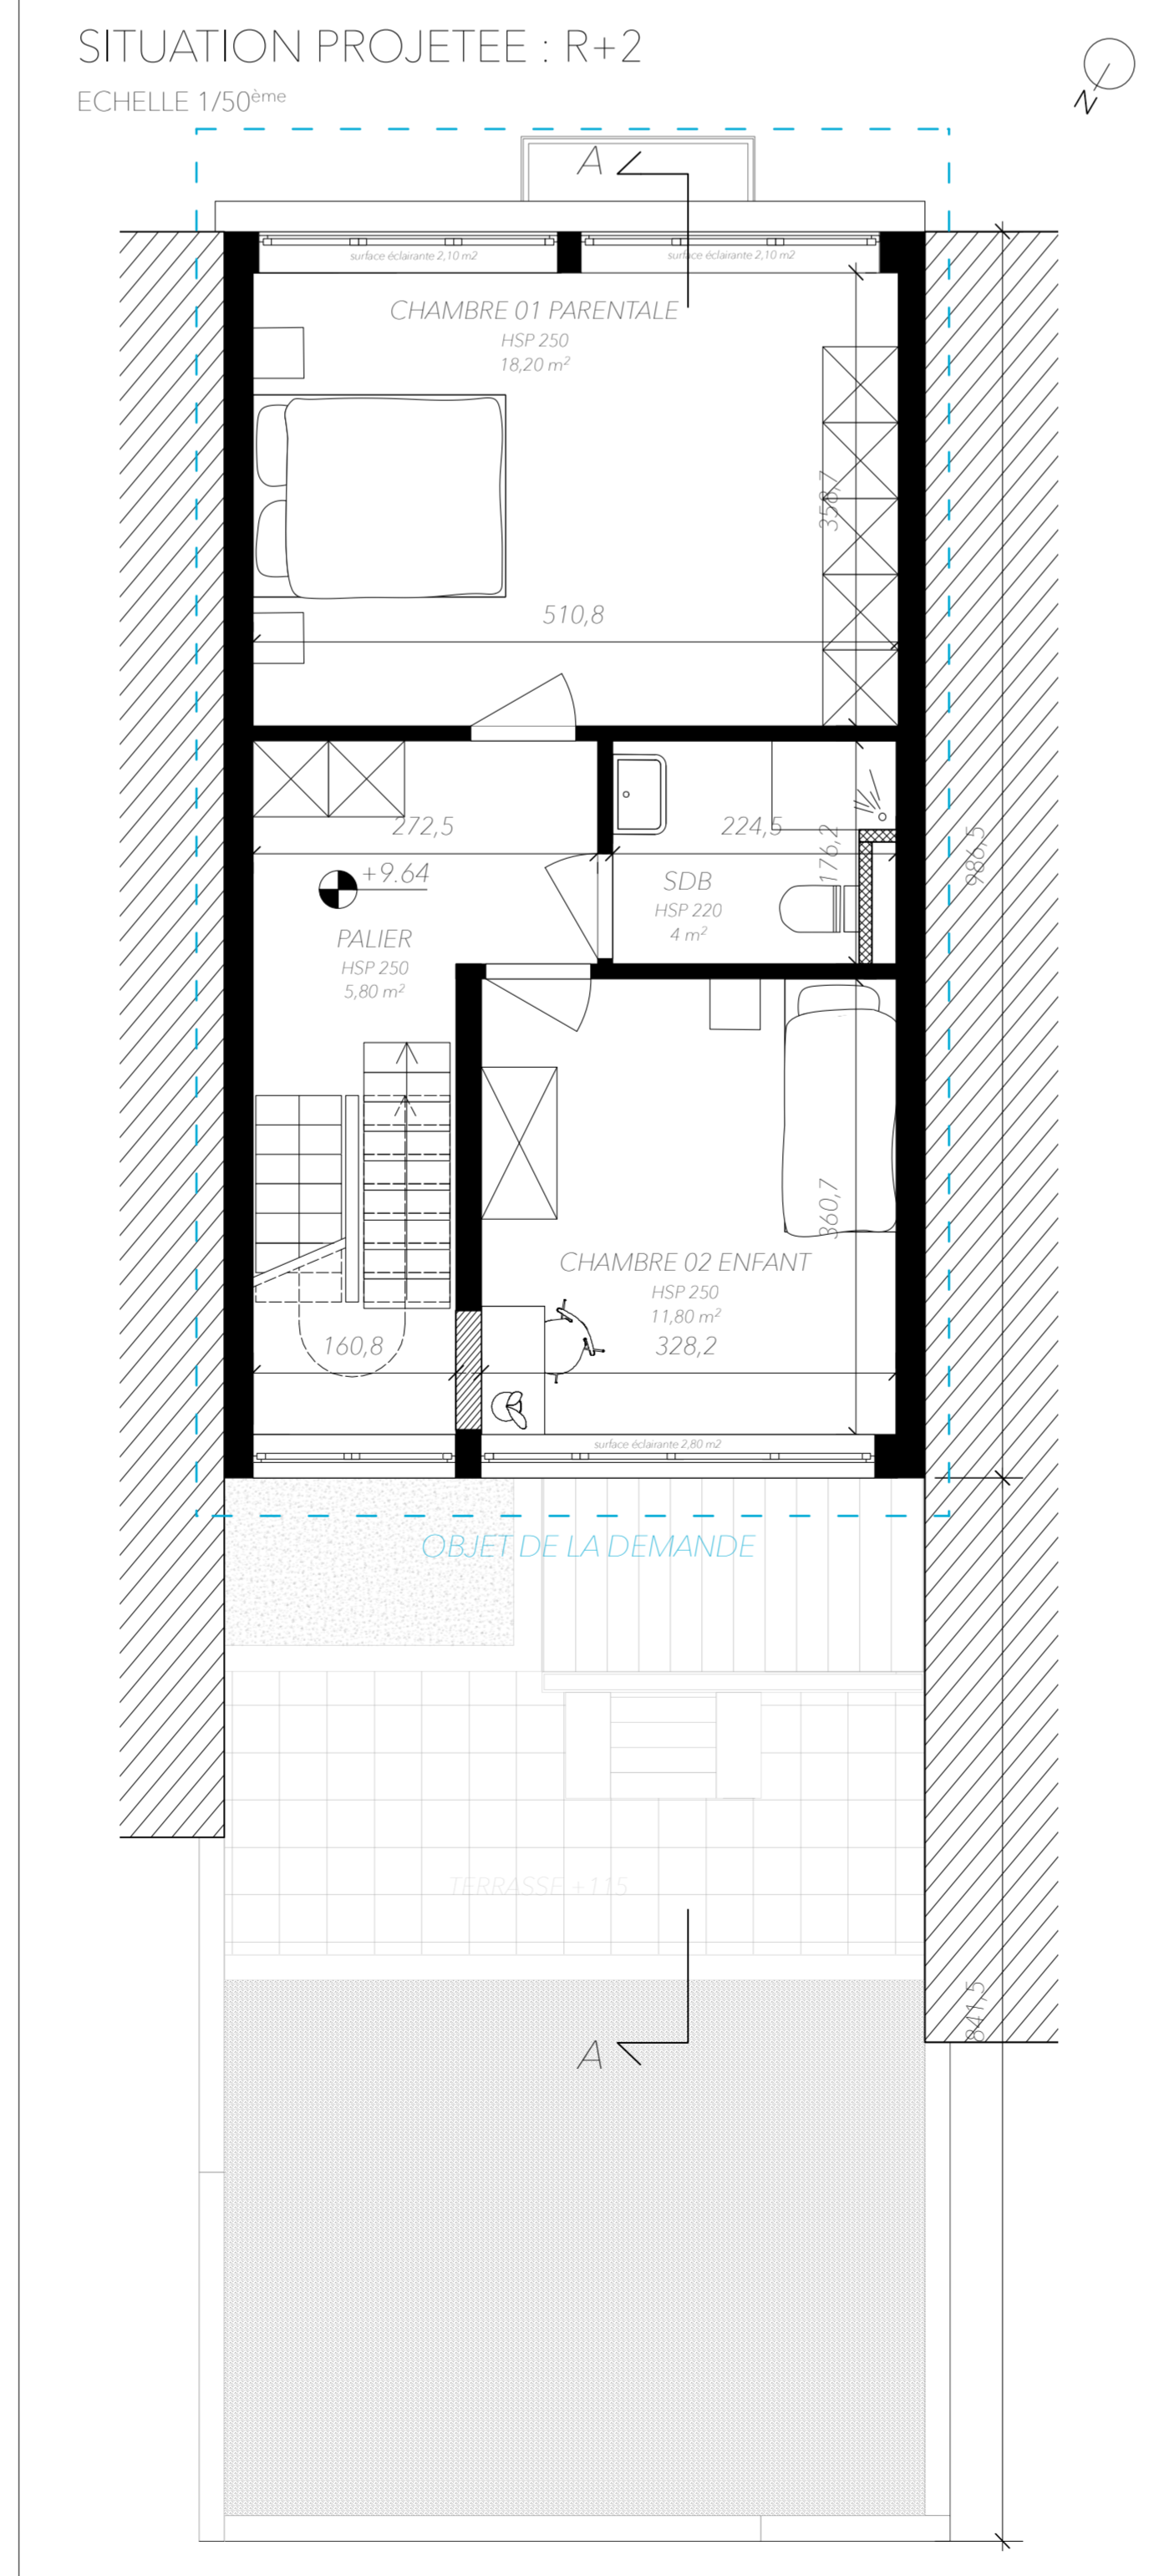 SITUATION PROJETEE : R+2
ECHELLE 1/50ème
N
A
surface éclairante 2,10 m2
surface éclairante 2,10 m2
CHAMBRE 01 PARENTALE
HSP 250
18,20 m²
358,7
510,8
272,5
224,5
176,2
986,5
+9.64
SDB
HSP 220
4 m²
PALIER
HSP 250
5,80 m²
360,7
CHAMBRE 02 ENFANT
HSP 250
11,80 m²
160,8
328,2
surface éclairante 2,80 m2
OBJET DE LA DEMANDE
TERRASSE +115
841,5
A